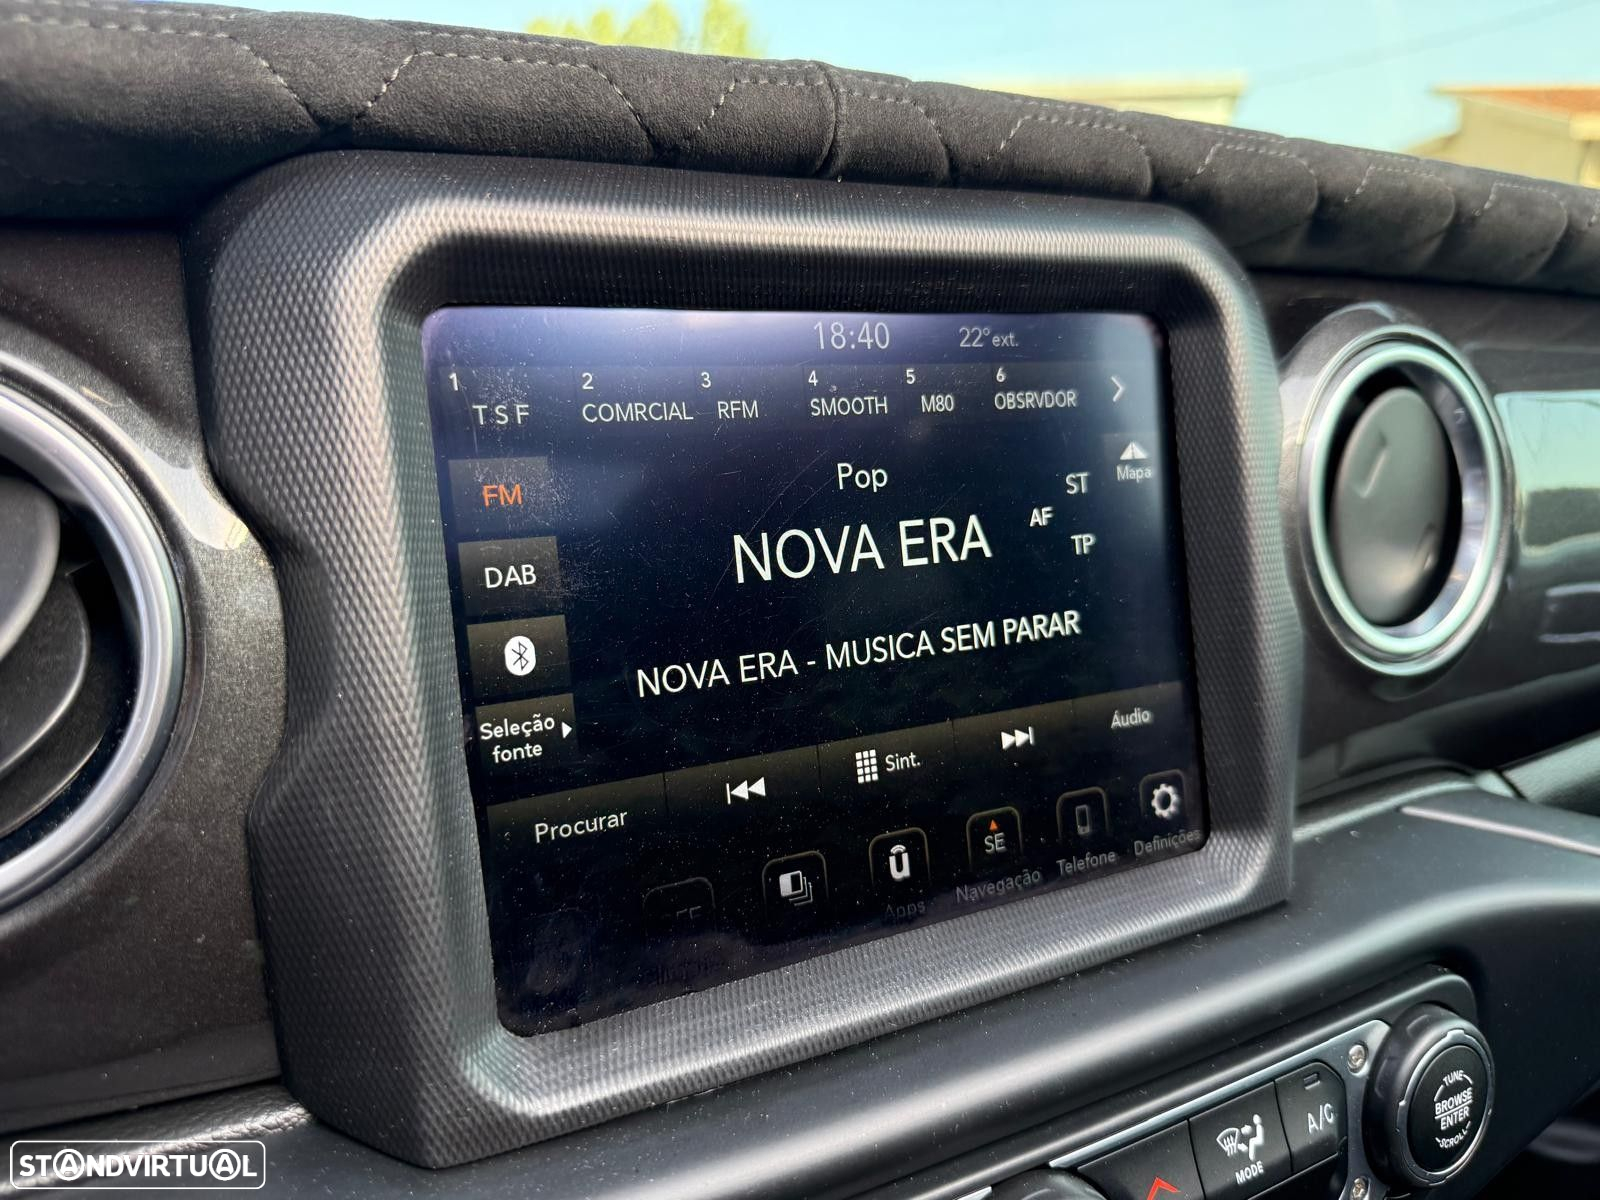 18:40 22° ext.
1 2 3 4 5 6
T S F COMRCIAL RFM SMOOTH M80 OBSRVDOR
Pop
Mapa
FM
ST
NOVA ERA
AF
TP
DAB
NOVA ERA - MUSICA SEM PARAR
Seleção
fonte
Procurar
Sint.
Áudio
Apps
SE
Navegação
Telefone
Definições
TUNE
BROWSE
ENTER
SCROLL
A/C
MODE
STANDVIRTUAL